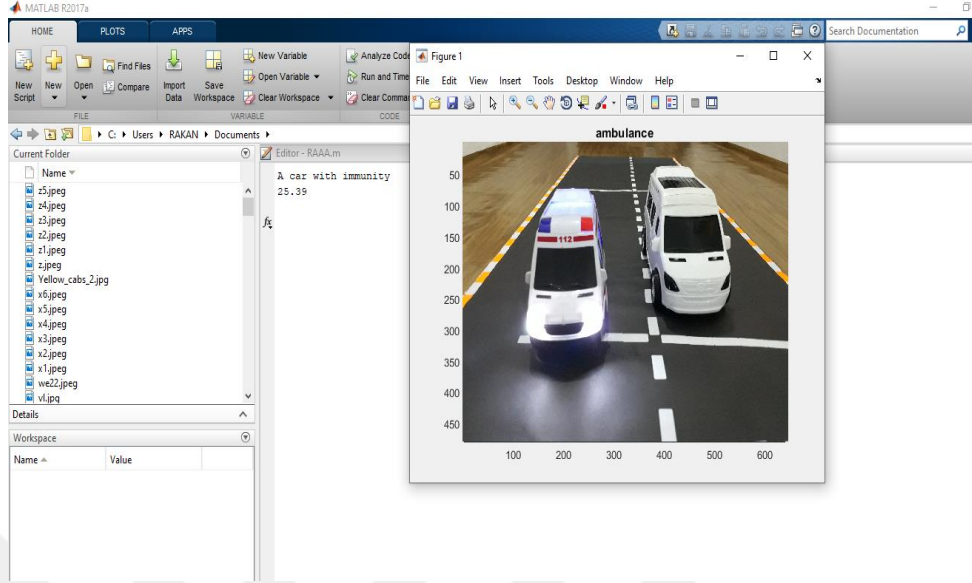 MATLAB R2017a
HOME PLOTS APPS
Search Documentation
New Script
New
Open
Find Files
Compare
Import Data
Save Workspace
New Variable
Open Variable
Clear Workspace
Analyze Code
Run and Time
Clear Comman
FILE VARIABLE CODE
C: Users RAKAN Documents
Current Folder
Name
z5.jpeg
z4.jpeg
z3.jpeg
z2.jpeg
z1.jpeg
z.jpeg
Yellow_cabs_2.jpg
x6.jpeg
x5.jpeg
x4.jpeg
x3.jpeg
x2.jpeg
x1.jpeg
we22.jpeg
vl.jpg
Details
Workspace
Name Value
Editor - RAAA.m
A car with immunity
25.39
fx
Figure 1
File Edit View Insert Tools Desktop Window Help
ambulance
50
100
150
200
250
300
350
400
450
100 200 300 400 500 600
112